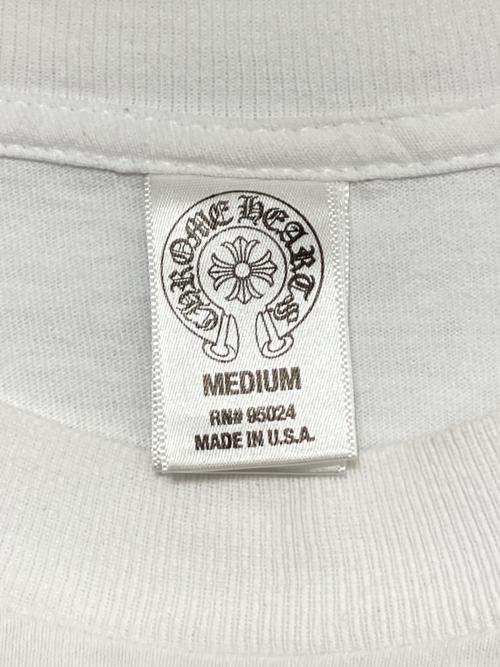 CHROME HEARTS
MEDIUM
RN# 95024
MADE IN U.S.A.